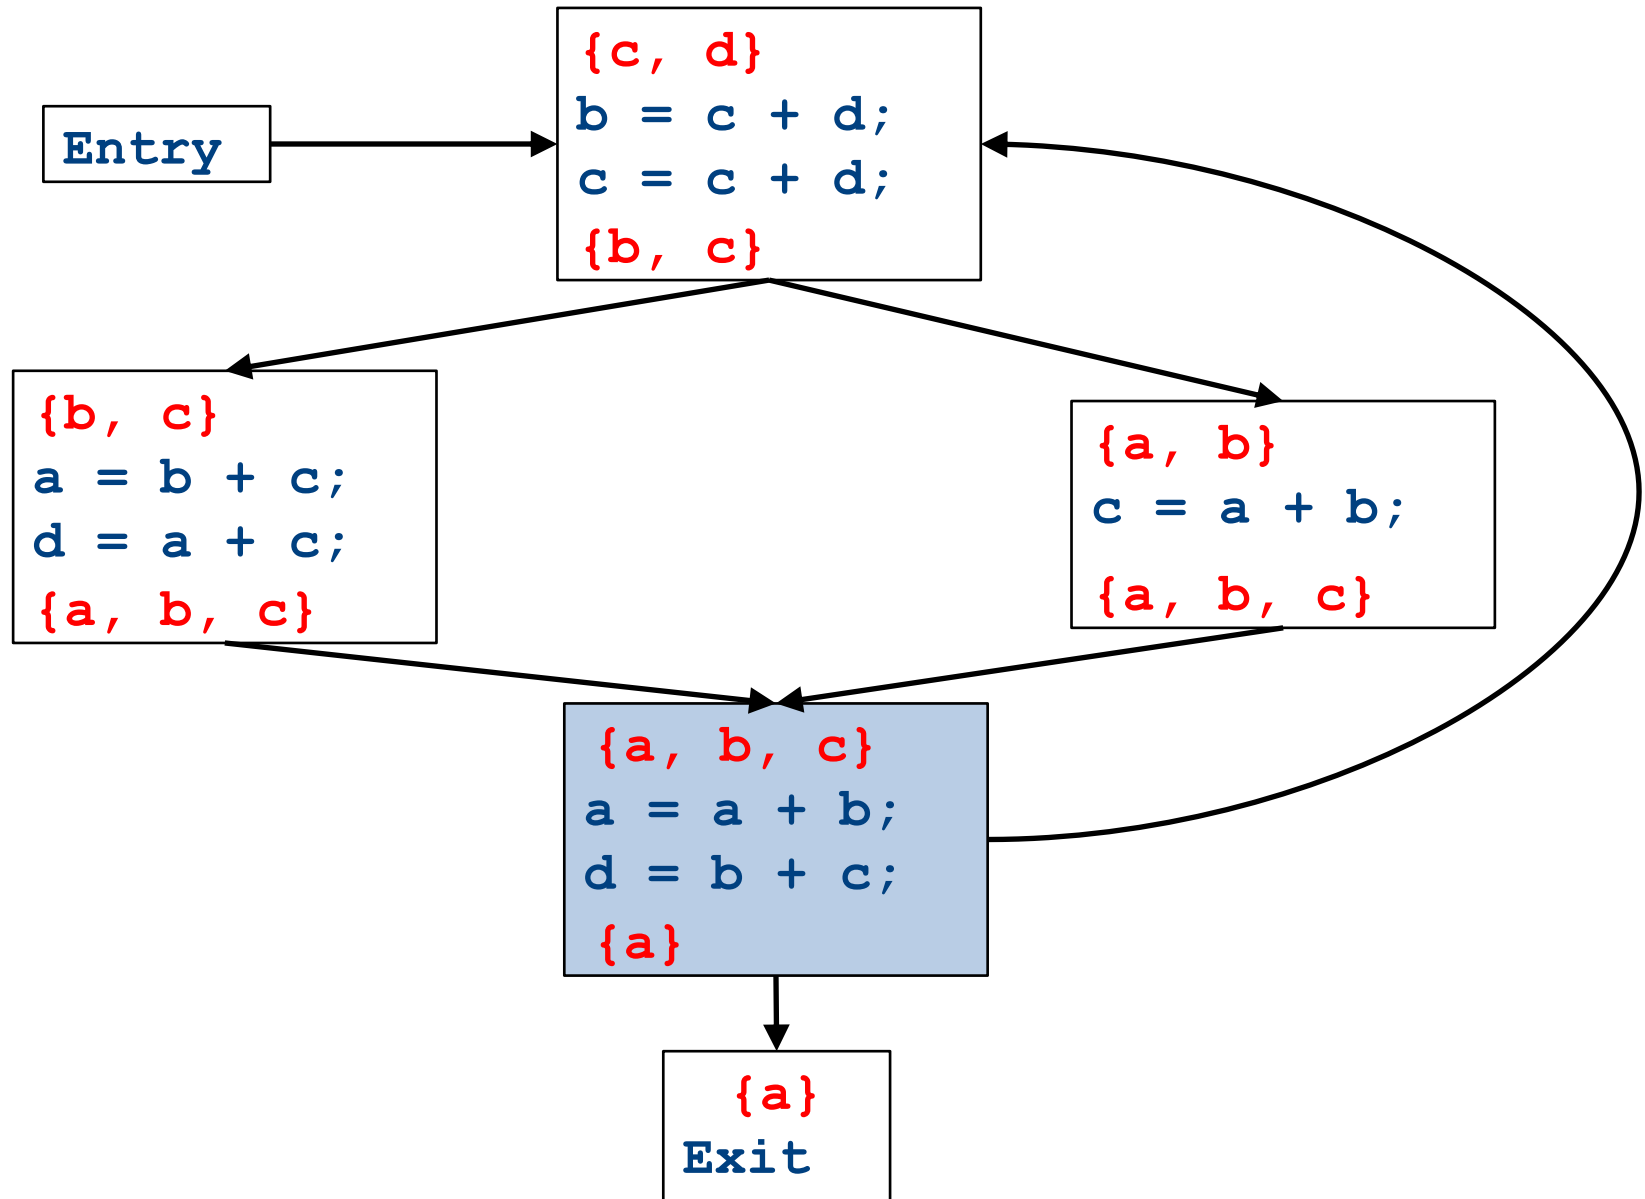 {c, d}
b = c + d;
c = c + d;
{b, c}
Entry
{b, c}
a = b + c;
d = a + c;
{a, b, c}
{a, b}
c = a + b;
{a, b, c}
{a, b, c}
a = a + b;
d = b + c;
{a}
{a}
Exit